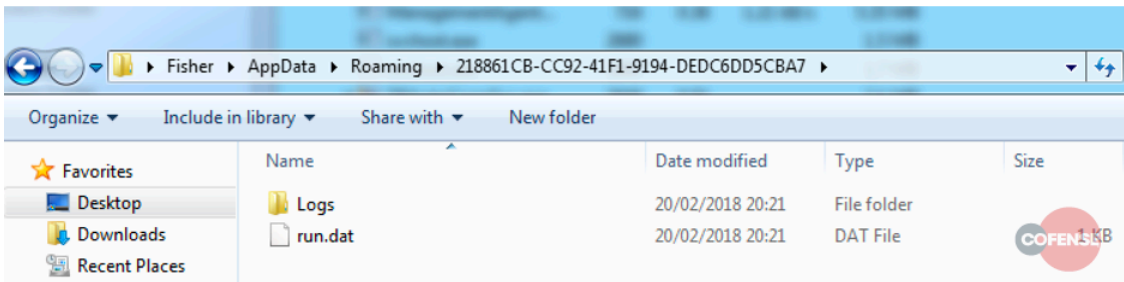 Fisher AppData Roaming 218861CB-CC92-41F1-9194-DEDC6DD5CBA7
Organize Include in library Share with New folder
Favorites Name Date modified Type Size
Desktop Logs 20/02/2018 20:21 File folder
Downloads run.dat 20/02/2018 20:21 DAT File 1 KB
COFENSE
Recent Places